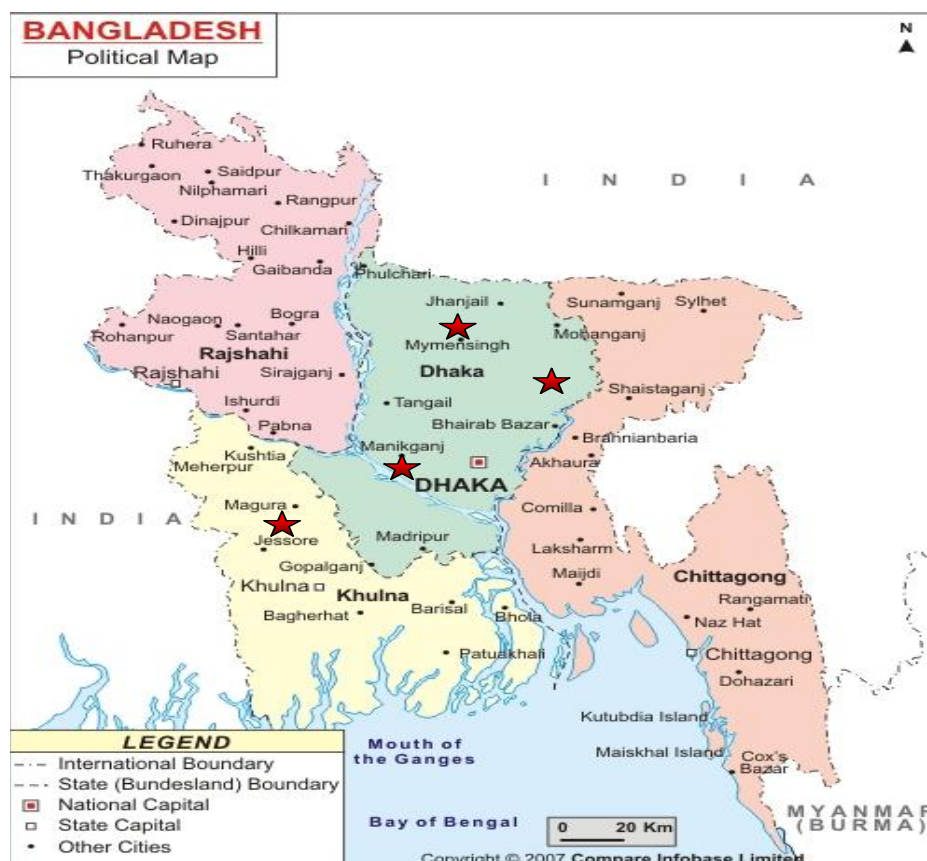 BANGLADESH
Political Map
N
Ruhera
Thakurgaon
Saidpur
Nilphamari
Rangpur
Dinajpur
Chilkamari
Hilli
Gaibanda
Phulchari
I N D I A
Jhanjail
Sunamganj
Sylhet
Mohanganj
Rohanpur
Naogaon
Bogra
Santahar
Rajshahi
Rajshahi
Sirajganj
Mymensingh
Dhaka
Shaistaganj
Ishurdi
Tangail
Pabna
Bhairab Bazar
Brahnianbaria
Kushtia
Meherpur
Manikganj
Akhaura
DHAKA
I N D I A
Magura
Comilla
Jessore
Madripur
Laksharm
Gopalganj
Maijdi
Chittagong
Khulna
Khulna
Barisal
Bhola
Rangamati
Bagherhat
Naz Hat
Patuakhali
Chittagong
Dohazari
Kutubdia Island
Maiskhal Island
Cox's
Bazar
Mouth of
the Ganges
Bay of Bengal
MYANMAR
(BURMA)
LEGEND
International Boundary
State (Bundesland) Boundary
National Capital
State Capital
Other Cities
0 20 Km
Copyright © 2007 Compare Infobase Limited